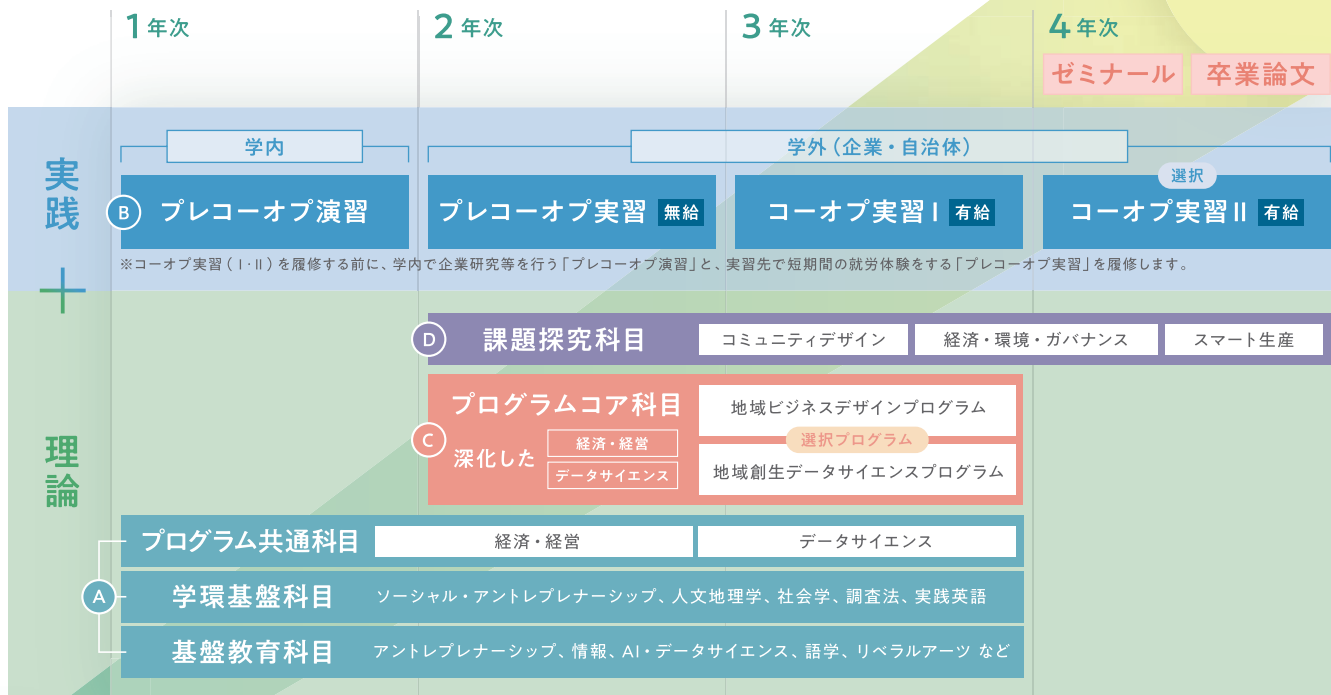 1年次
2年次
3年次
4年次
ゼミナール
卒業論文
実践
学内
学外（企業・自治体）
B
プレコーオプ演習
プレコーオプ実習 無給
コーオプ実習Ⅰ 有給
選択
コーオプ実習Ⅱ 有給
※コーオプ実習（Ⅰ・Ⅱ）を履修する前に、学内で企業研究等を行う「プレコーオプ演習」と、実習先で短期間の就労体験をする「プレコーオプ実習」を履修します。
理論
D
課題探究科目
コミュニティデザイン
経済・環境・ガバナンス
スマート生産
C
プログラムコア科目
深化した
経済・経営
データサイエンス
地域ビジネスデザインプログラム
選択プログラム
地域創生データサイエンスプログラム
A
プログラム共通科目
経済・経営
データサイエンス
学環基盤科目
ソーシャル・アントレプレナーシップ、人文地理学、社会学、調査法、実践英語
基盤教育科目
アントレプレナーシップ、情報、AI・データサイエンス、語学、リベラルアーツ など